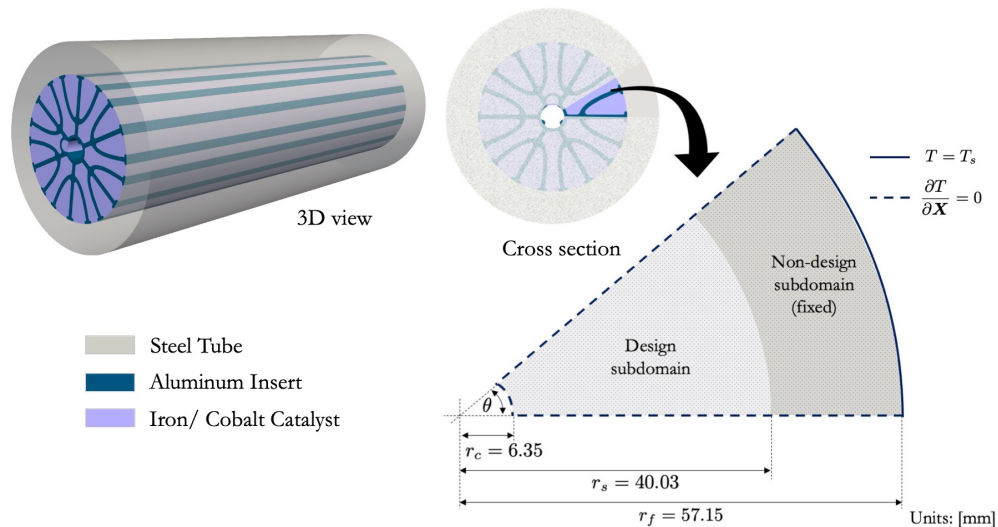 3D view
Cross section
Steel Tube
Aluminum Insert
Iron/ Cobalt Catalyst
T = Tₛ
∂T/∂X = 0
Non-design
subdomain
(fixed)
Design
subdomain
θ
r_c = 6.35
r_s = 40.03
r_f = 57.15
Units: [mm]